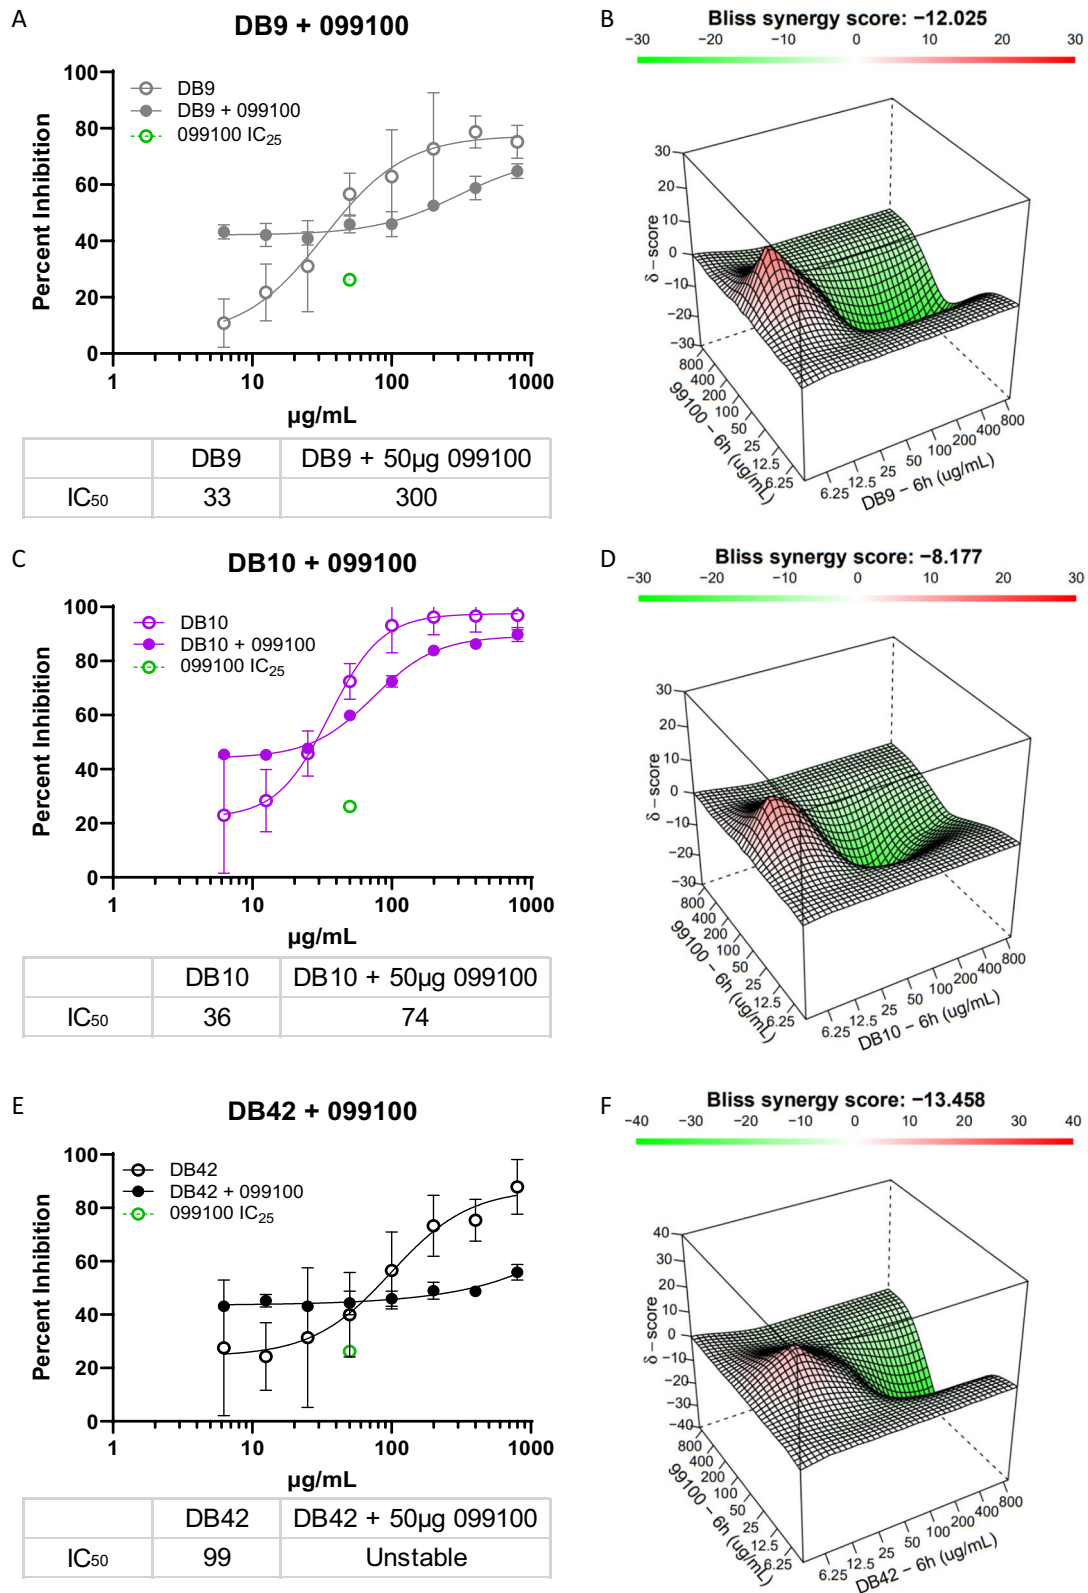 A
DB9 + 099100
100
80
60
40
20
0
Percent Inhibition
DB9
DB9 + 099100
099100 IC25
1
10
100
1000
µg/mL
DB9
DB9 + 50µg 099100
IC50
33
300
B
Bliss synergy score: −12.025
−30
−20
−10
0
10
20
30
30
20
10
0
−10
−20
−30
δ − score
800
400
200
100
50
25
12.5
6.25
99100 − 6h (ug/mL)
6.25
12.5
25
50
100
200
400
800
DB9 − 6h (ug/mL)
C
DB10 + 099100
100
80
60
40
20
0
Percent Inhibition
DB10
DB10 + 099100
099100 IC25
1
10
100
1000
µg/mL
DB10
DB10 + 50µg 099100
IC50
36
74
D
Bliss synergy score: −8.177
−30
−20
−10
0
10
20
30
30
20
10
0
−10
−20
−30
δ − score
800
400
200
100
50
25
12.5
6.25
99100 − 6h (ug/mL)
6.25
12.5
25
50
100
200
400
800
DB10 − 6h (ug/mL)
E
DB42 + 099100
100
80
60
40
20
0
Percent Inhibition
DB42
DB42 + 099100
099100 IC25
1
10
100
1000
µg/mL
DB42
DB42 + 50µg 099100
IC50
99
Unstable
F
Bliss synergy score: −13.458
−40
−30
−20
−10
0
10
20
30
40
40
30
20
10
0
−10
−20
−30
−40
δ − score
800
400
200
100
50
25
12.5
6.25
99100 − 6h (ug/mL)
6.25
12.5
25
50
100
200
400
800
DB42 − 6h (ug/mL)